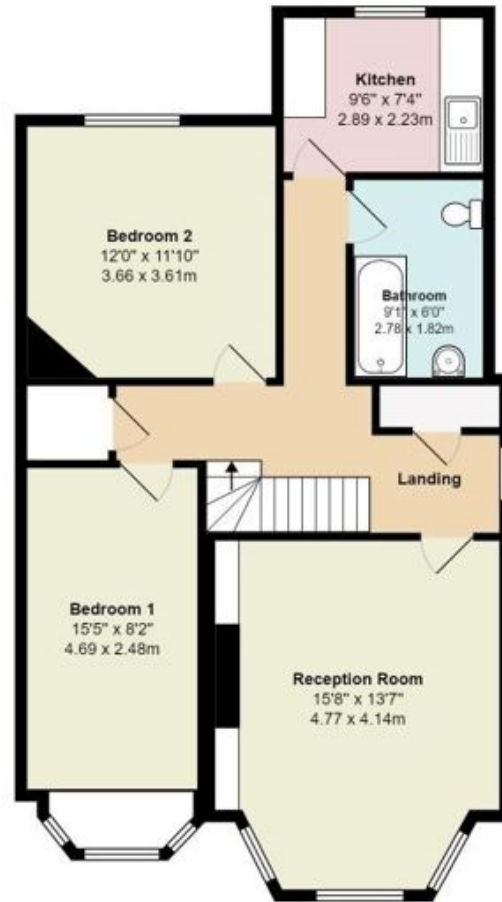 Kitchen
9'6" x 7'4"
2.89 x 2.23m
Bedroom 2
12'0" x 11'10"
3.66 x 3.61m
Bathroom
9'1" x 6'0"
2.78 x 1.82m
Landing
Bedroom 1
15'5" x 8'2"
4.69 x 2.48m
Reception Room
15'8" x 13'7"
4.77 x 4.14m